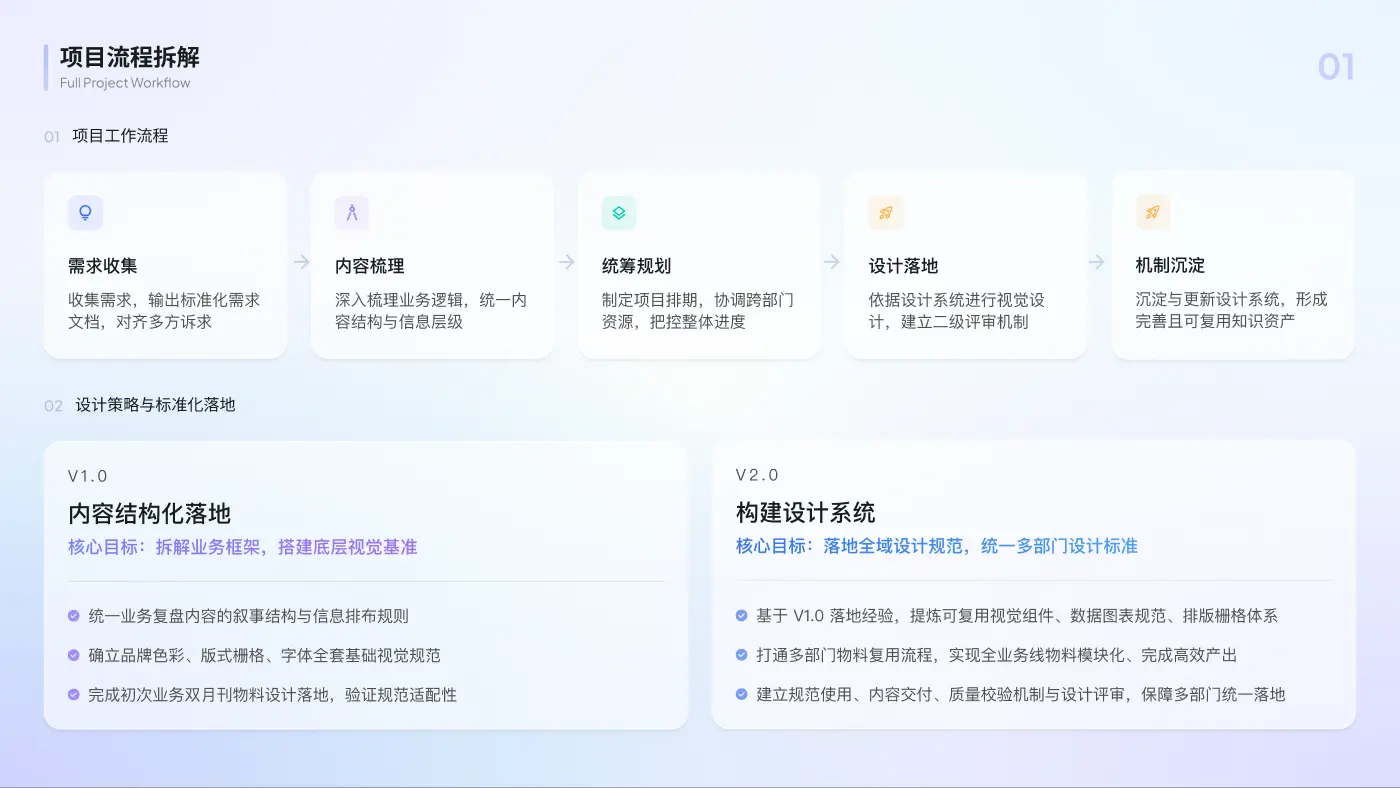 项目流程拆解
Full Project Workflow
01
01 项目工作流程
需求收集
收集需求，输出标准化需求
文档，对齐多方诉求
内容梳理
深入梳理业务逻辑，统一内
容结构与信息层级
统筹规划
制定项目排期，协调跨部门
资源，把控整体进度
设计落地
依据设计系统进行视觉设
计，建立二级评审机制
机制沉淀
沉淀与更新设计系统，形成
完善且可复用知识资产
02 设计策略与标准化落地
V1.0
内容结构化落地
核心目标：拆解业务框架，搭建底层视觉基准
统一业务复盘内容的叙事结构与信息排布规则
确立品牌色彩、版式栅格、字体全套基础视觉规范
完成初次业务双月刊物料设计落地，验证规范适配性
V2.0
构建设计系统
核心目标：落地全域设计规范，统一多部门设计标准
基于 V1.0 落地经验，提炼可复用视觉组件、数据图表规范、排版栅格体系
打通多部门物料复用流程，实现全业务线物料模块化、完成高效产出
建立规范使用、内容交付、质量校验机制与设计评审，保障多部门统一落地